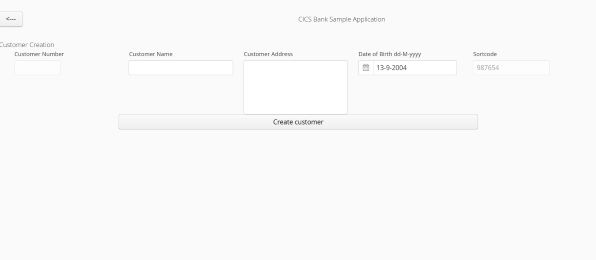 <---
CICS Bank Sample Application
Customer Creation
Customer Number Customer Name Customer Address Date of Birth dd-M-yyyy Sortcode
13-9-2004 987654
Create customer